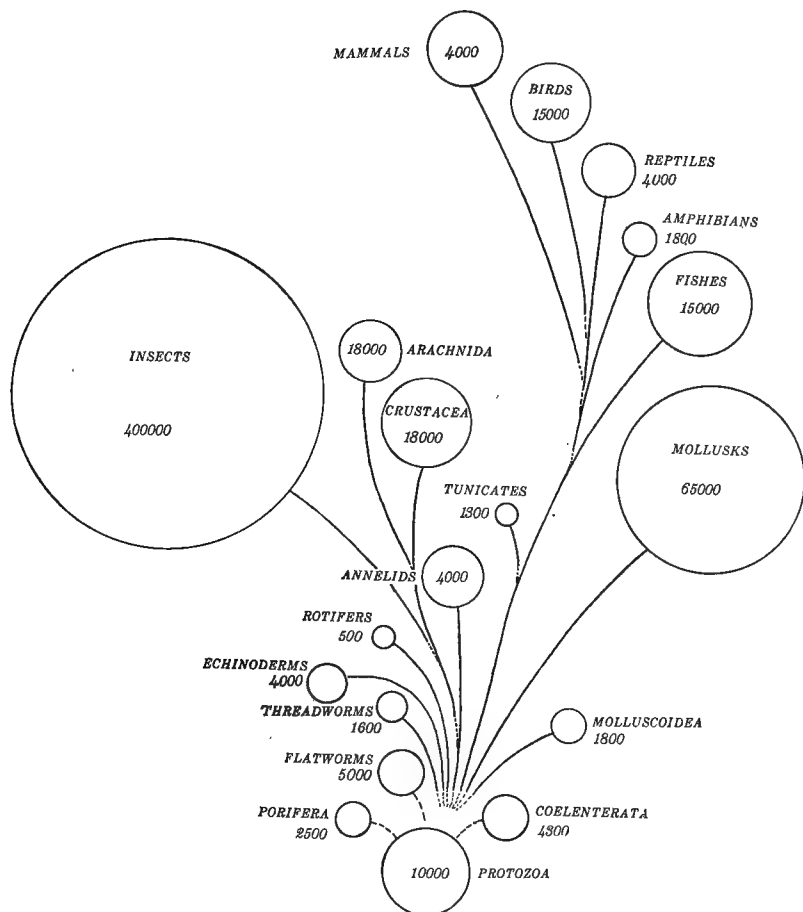 MAMMALS
4000
BIRDS
15000
REPTILES
4000
AMPHIBIANS
1800
FISHES
15000
INSECTS
400000
18000 ARACHNIDA
CRUSTACEA
18000
MOLLUSKS
65000
TUNICATES
1300
ANNELIDS 4000
ROTIFERS
500
ECHINODERMS
4000
THREADWORMS
1600
MOLLUSCOIDEA
1800
FLATWORMS
5000
PORIFERA
2500
COELENTERATA
4300
10000 PROTOZOA